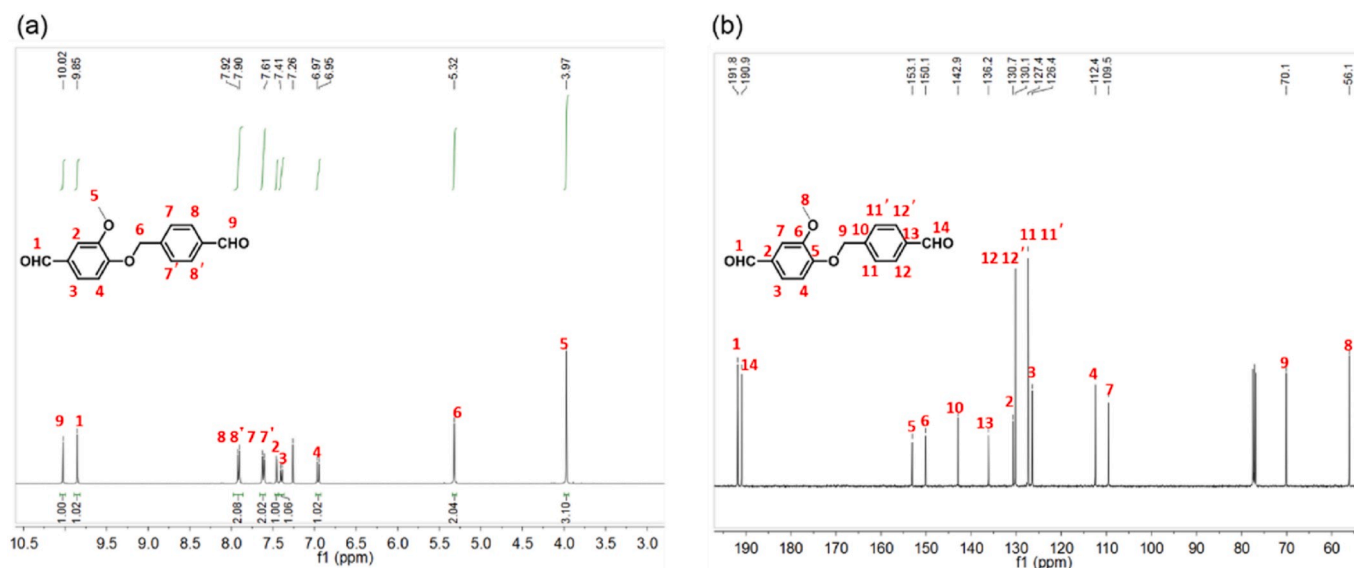 (a)
10.02
9.85
7.92
7.90
7.61
7.41
7.26
6.97
6.95
5.32
3.97
5
7 8
1 2 6 9
O
CHO
OHC
O
7' 8'
3 4
5
9 1 8 8' 7 7' 2 3 4 6
1.00
1.02
2.08
2.02
1.00
1.06
1.02
2.04
3.10
10.5 9.5 9.0 8.5 8.0 7.5 7.0 6.5 6.0 5.5 5.0 4.5 4.0 3.5 3.0
f1 (ppm)
(b)
191.8
190.9
153.1
150.1
142.9
136.2
130.7
130.1
127.4
126.4
112.4
109.5
70.1
56.1
8
11' 12'
1 7 6 9 10 13 14
O
CHO
2 5
OHC
O
11 12
3 4
11 11'
12 12'
1
14
5 6 10 13 2 3 4 7 9 8
190 180 170 160 150 140 130 120 110 100 90 80 70 60
f1 (ppm)